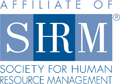 AFFILIATE OF
SHRM®
SOCIETY FOR HUMAN
RESOURCE MANAGEMENT